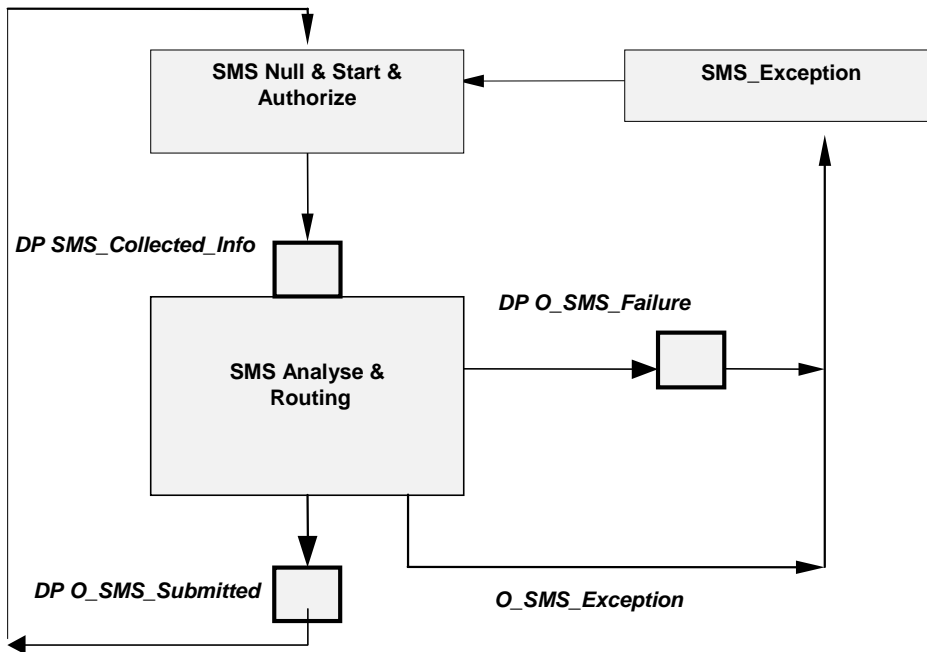 SMS Null & Start &
Authorize
SMS_Exception
DP SMS_Collected_Info
DP O_SMS_Failure
SMS Analyse &
Routing
DP O_SMS_Submitted
O_SMS_Exception